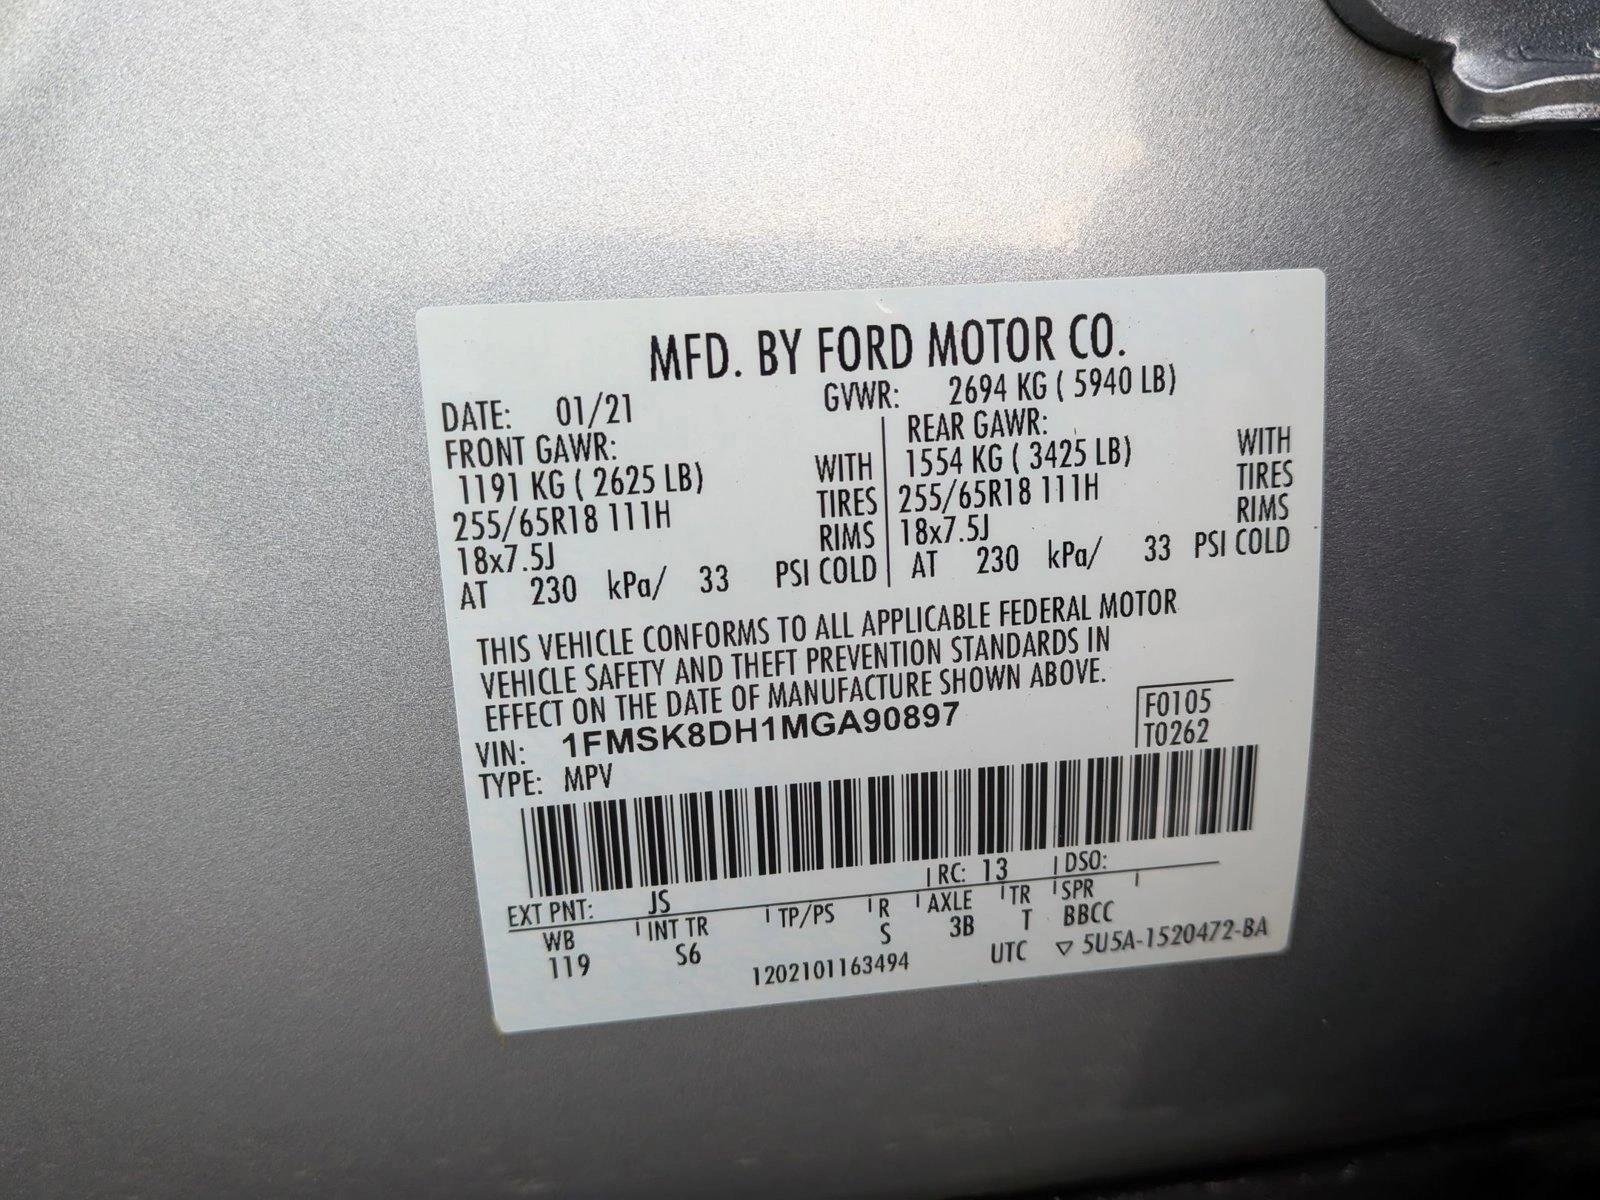 MFD. BY FORD MOTOR CO.
DATE: 01/21 GVWR: 2694 KG ( 5940 LB)
FRONT GAWR: REAR GAWR:
1191 KG ( 2625 LB) WITH 1554 KG ( 3425 LB) WITH
255/65R18 111H TIRES 255/65R18 111H TIRES
18x7.5J RIMS 18x7.5J RIMS
AT 230 kPa/ 33 PSI COLD AT 230 kPa/ 33 PSI COLD
THIS VEHICLE CONFORMS TO ALL APPLICABLE FEDERAL MOTOR
VEHICLE SAFETY AND THEFT PREVENTION STANDARDS IN
EFFECT ON THE DATE OF MANUFACTURE SHOWN ABOVE.
VIN: 1FMSK8DH1MGA90897 F0105
TYPE: MPV T0262
EXT PNT: JS RC: 13 DSO:
WB INT TR TP/PS R AXLE TR SPR
119 S6 S 3B T BBCC
1202101163494 UTC ▽ 5U5A-1520472-BA